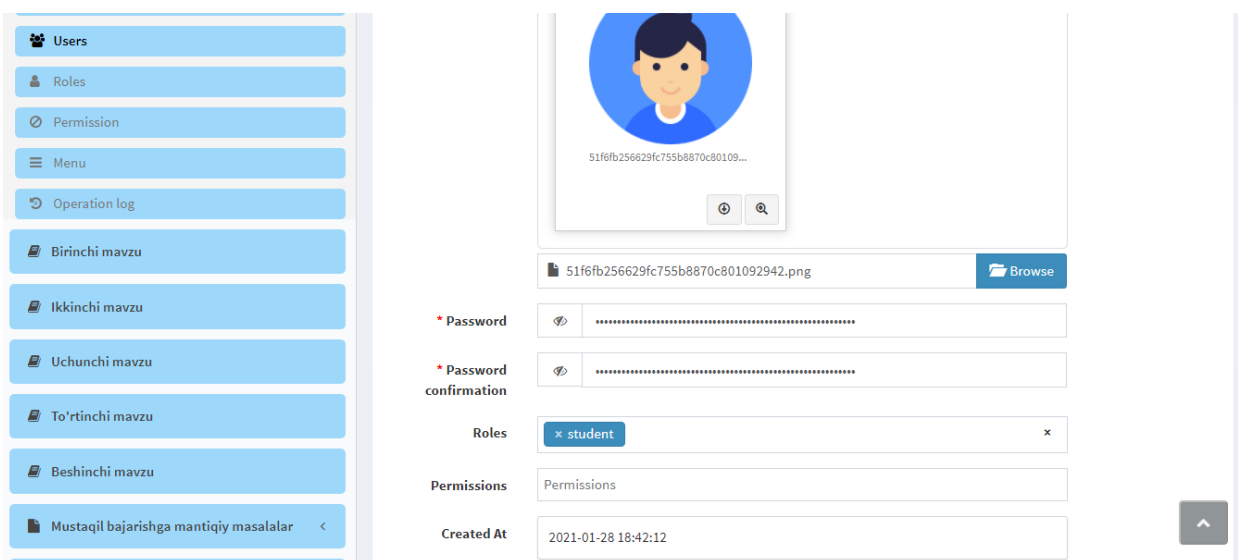 Users
Roles
Permission
Menu
Operation log
Birinchi mavzu
Ikkinchi mavzu
Uchunchi mavzu
To'rtinchi mavzu
Beshinchi mavzu
Mustaqil bajarishga mantiqiy masalalar
51f6fb256629fc755b8870c80109...
51f6fb256629fc755b8870c801092942.png
Browse
* Password
* Password
confirmation
Roles
× student
×
Permissions
Permissions
Created At
2021-01-28 18:42:12